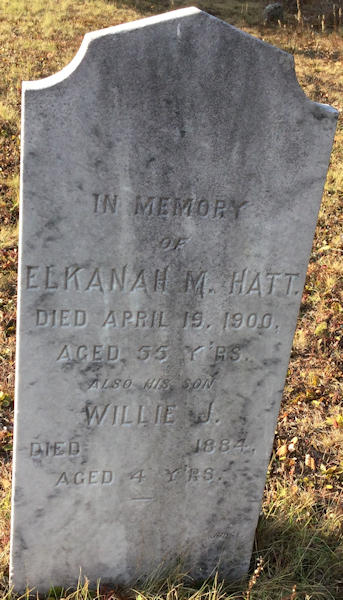 IN MEMORY
OF
ELKANAH M. HATT.
DIED APRIL 19, 1900,
AGED 55 Y'RS.
ALSO HIS SON
WILLIE J.
DIED 1884,
AGED 4 Y'RS.